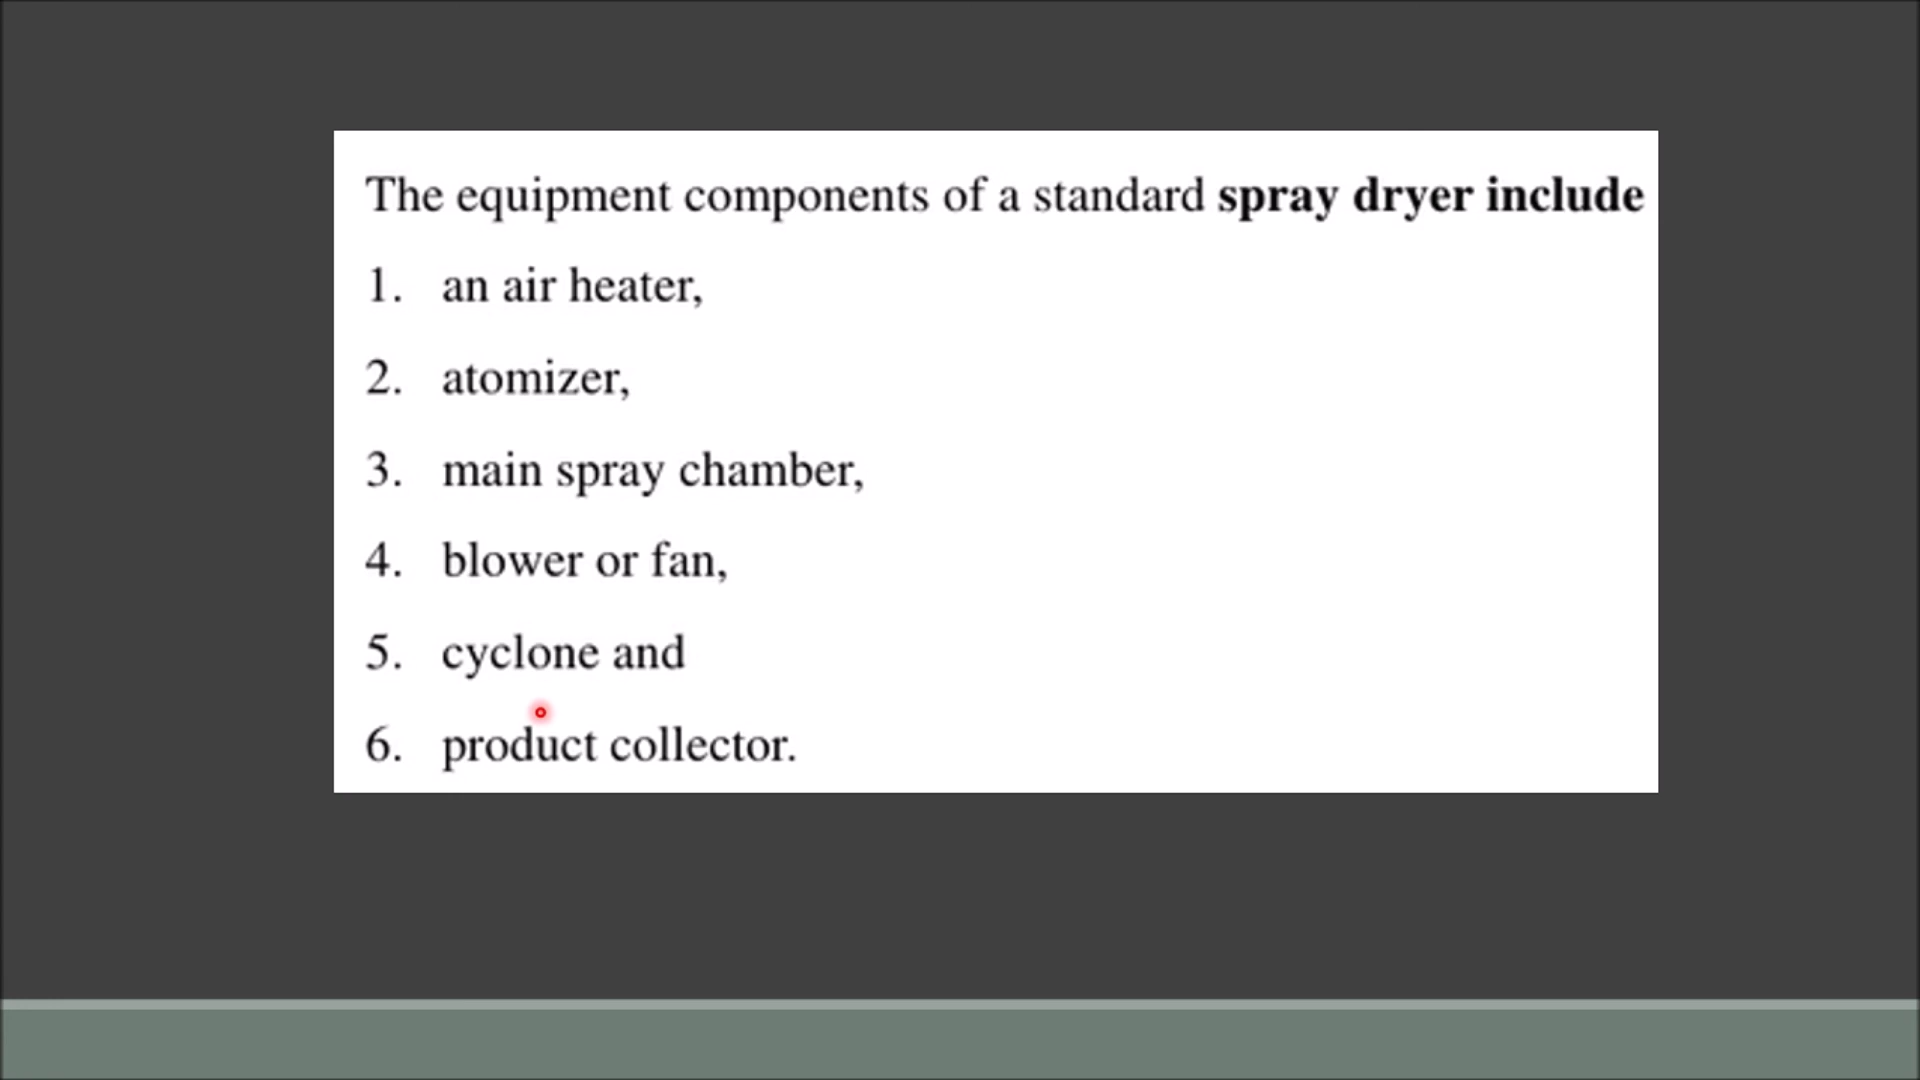 The equipment components of a standard spray dryer include
1. an air heater,
2. atomizer,
3. main spray chamber,
4. blower or fan,
5. cyclone and
6. product collector.